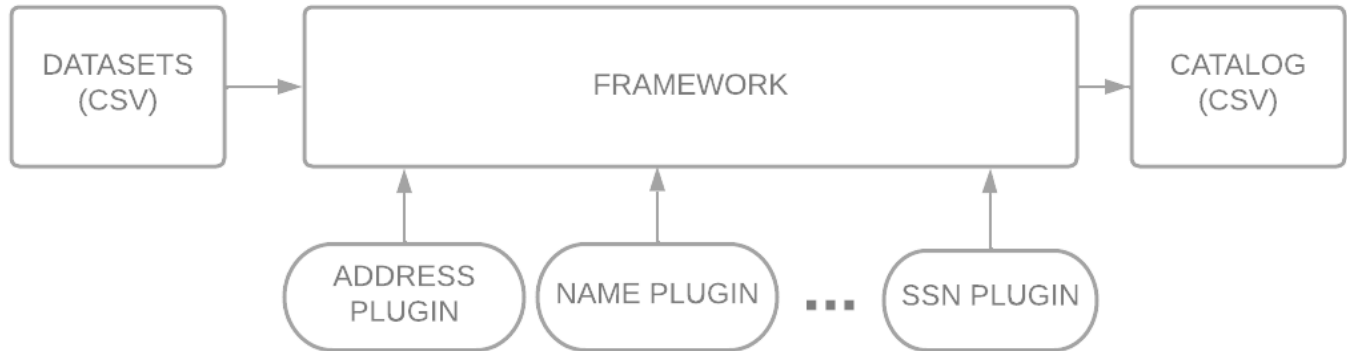 DATASETS
(CSV)
FRAMEWORK
CATALOG
(CSV)
ADDRESS
PLUGIN
NAME PLUGIN
...
SSN PLUGIN